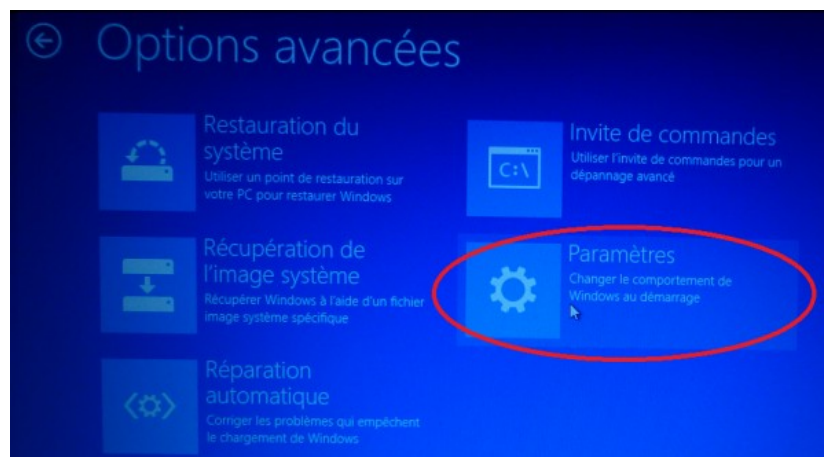 Options avancées
Restauration du
système
Utiliser un point de restauration sur
votre PC pour restaurer Windows
Invite de commandes
Utiliser l'invite de commandes pour un
dépannage avancé
C:\
Récupération de
l'image système
Récupérer Windows à l'aide d'un fichier
image système spécifique
Paramètres
Changer le comportement de
Windows au démarrage
Réparation
automatique
Corriger les problèmes qui empêchent
le chargement de Windows